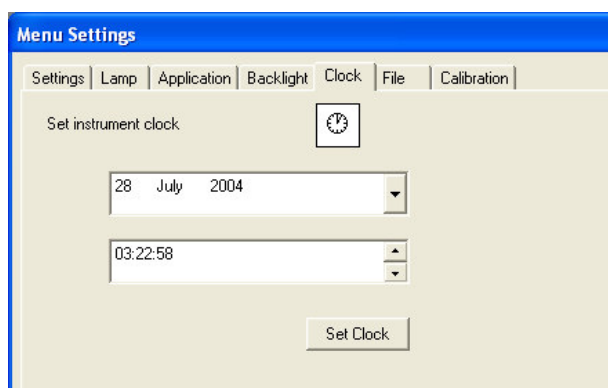 Menu Settings
Settings Lamp Application Backlight Clock File Calibration
Set instrument clock
28 July 2004
03:22:58
Set Clock